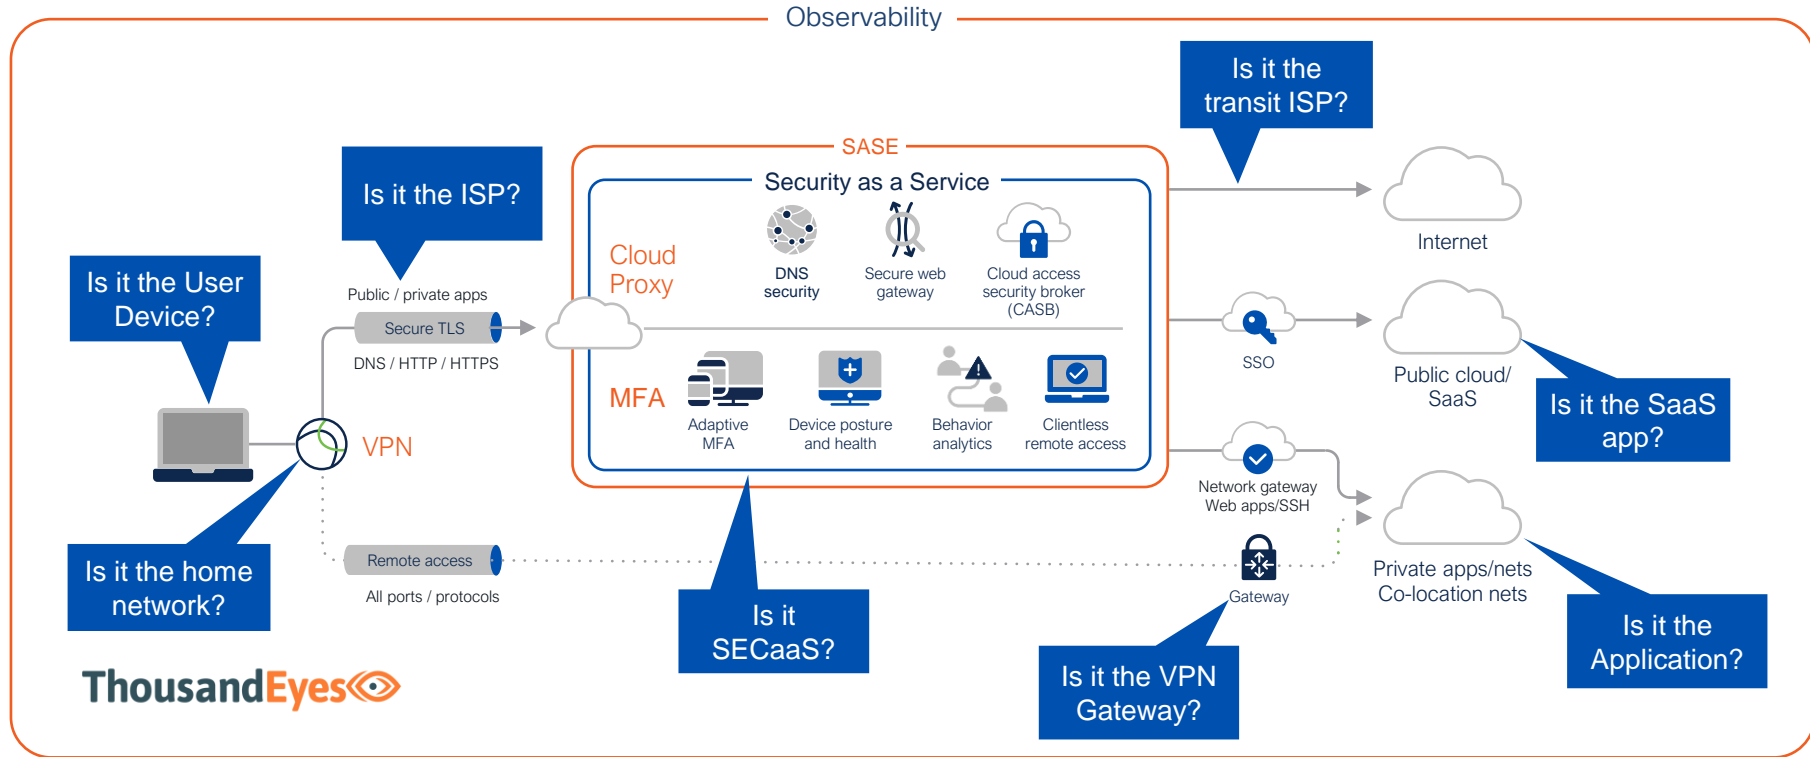 Observability
Is it the
transit ISP?
SASE
Is it the ISP?
Security as a Service
Cloud
Proxy
DNS
security
Secure web
gateway
Cloud access
security broker
(CASB)
Internet
Is it the User
Device?
Public / private apps
Secure TLS
DNS / HTTP / HTTPS
SSO
Public cloud/
SaaS
Is it the SaaS
app?
MFA
Adaptive
MFA
Device posture
and health
Behavior
analytics
Clientless
remote access
VPN
Network gateway
Web apps/SSH
Is it the home
network?
Remote access
All ports / protocols
Gateway
Private apps/nets
Co-location nets
Is it
SECaaS?
Is it the VPN
Gateway?
Is it the
Application?
ThousandEyes